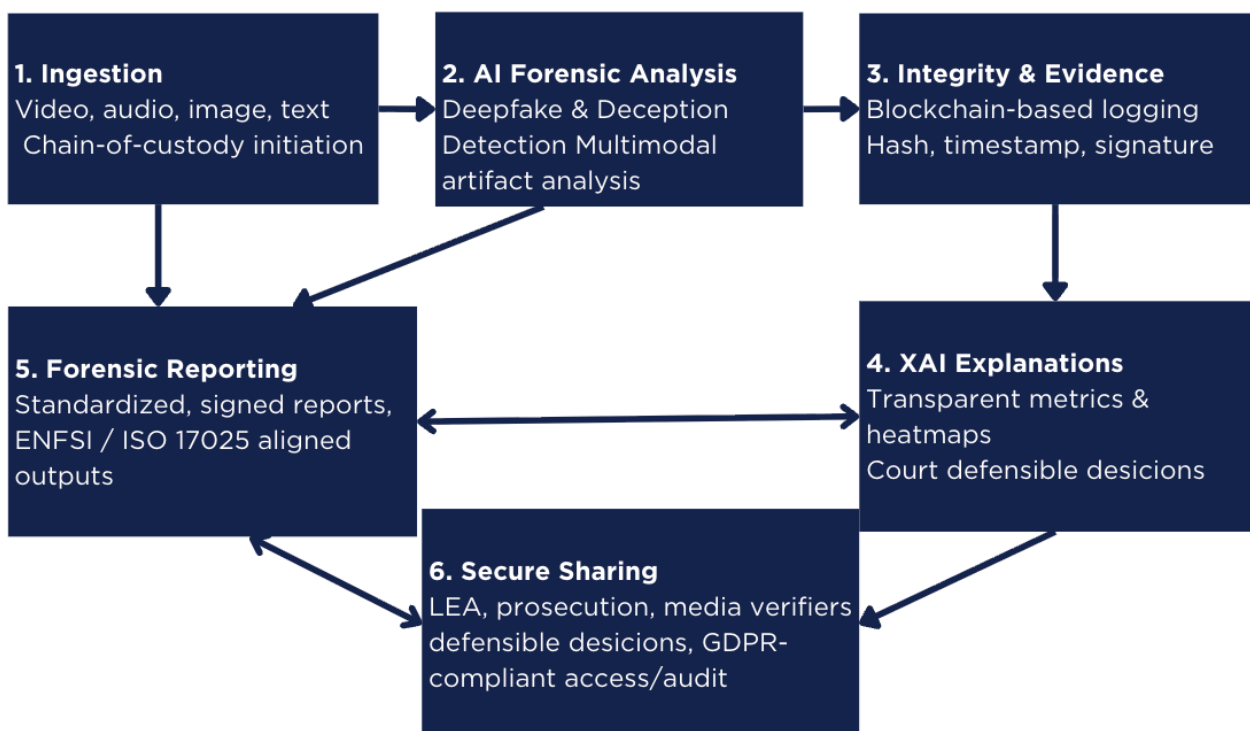 1. Ingestion
Video, audio, image, text
Chain-of-custody initiation
2. AI Forensic Analysis
Deepfake & Deception
Detection Multimodal
artifact analysis
3. Integrity & Evidence
Blockchain-based logging
Hash, timestamp, signature
5. Forensic Reporting
Standardized, signed reports,
ENFSI / ISO 17025 aligned
outputs
4. XAI Explanations
Transparent metrics &
heatmaps
Court defensible desicions
6. Secure Sharing
LEA, prosecution, media verifiers
defensible desicions, GDPR-
compliant access/audit